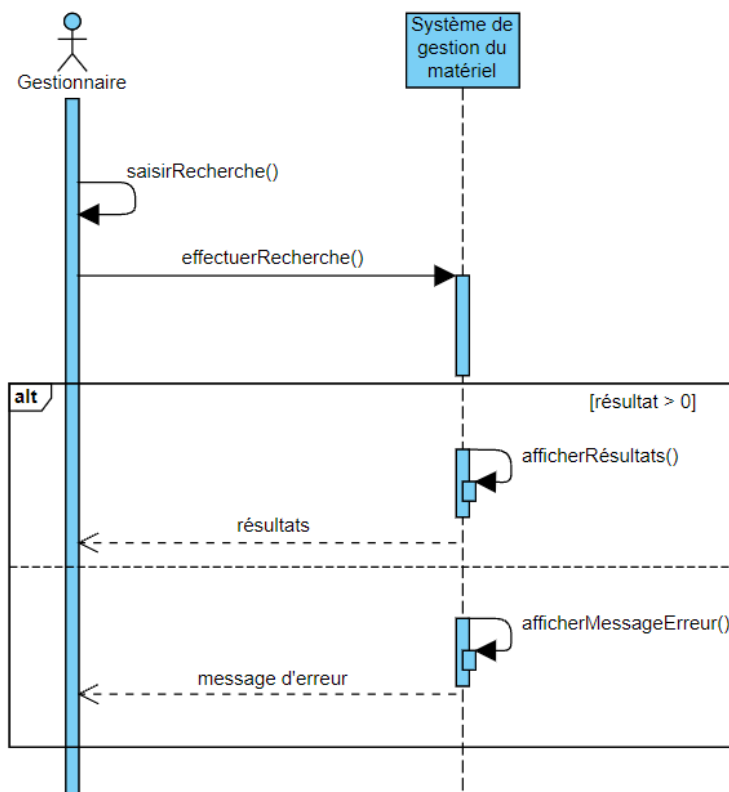 Système de
gestion du
matériel
Gestionnaire
saisirRecherche()
effectuerRecherche()
alt
[résultat > 0]
afficherRésultats()
résultats
afficherMessageErreur()
message d'erreur